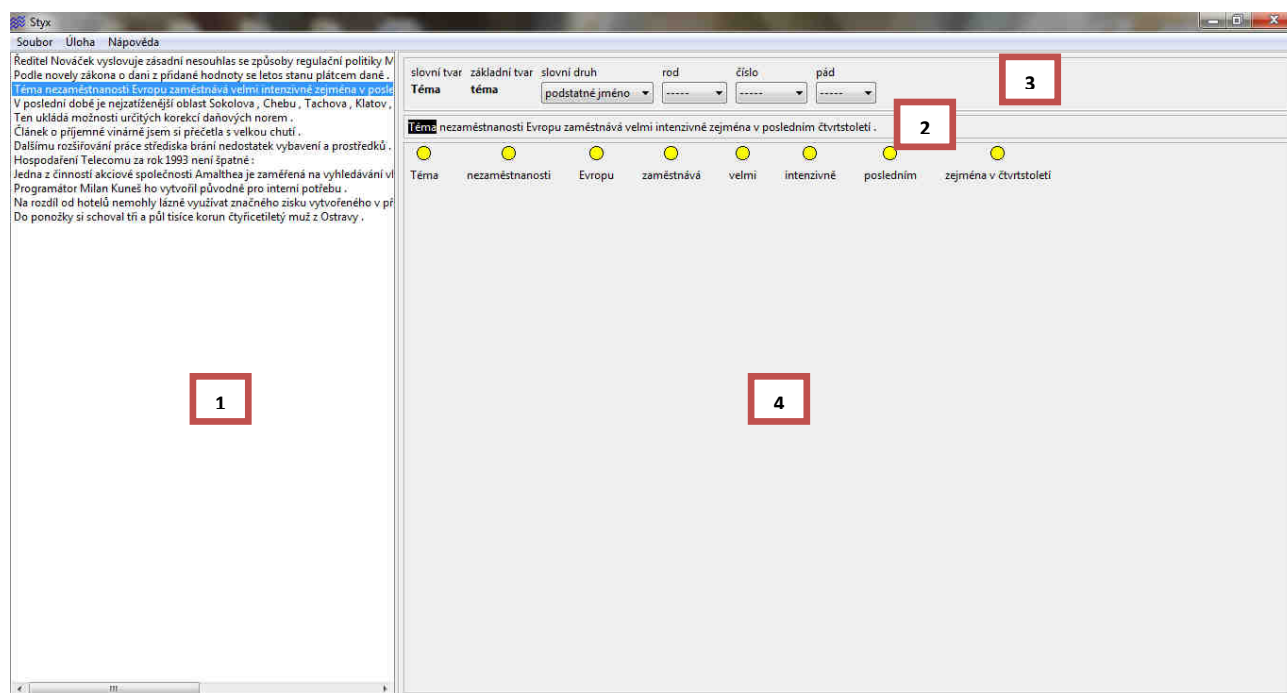 Styx
Soubor Úloha Nápověda
Ředitel Nováček vyslovuje zásadní nesouhlas se způsoby regulační politiky M
Podle novely zákona o dani z přidané hodnoty se letos stanu plátcem daně .
Téma nezaměstnanosti Evropu zaměstnává velmi intenzivně zejména v posle
V poslední době je nejzatíženější oblast Sokolova , Chebu , Tachova , Klatov ,
Ten ukládá možnosti určitých korekcí daňových norem .
Článek o příjemné vinárně jsem si přečetla s velkou chutí .
Dalšímu rozšiřování práce střediska brání nedostatek vybavení a prostředků .
Hospodaření Telecomu za rok 1993 není špatné :
Jedna z činností akciové společnosti Amalthea je zaměřená na vyhledávání vl
Programátor Milan Kuneš ho vytvořil původně pro interní potřebu .
Na rozdíl od hotelů nemohly lázně využívat značného zisku vytvořeného v př
Do ponožky si schoval tři a půl tisíce korun čtyřicetiletý muž z Ostravy .
1
slovní tvar základní tvar slovní druh rod číslo pád
Téma téma podstatné jméno ----- ----- -----
3
Téma nezaměstnanosti Evropu zaměstnává velmi intenzivně zejména v posledním čtvrtstoletí .
2
Téma nezaměstnanosti Evropu zaměstnává velmi intenzivně posledním zejména v čtvrtstoletí
4